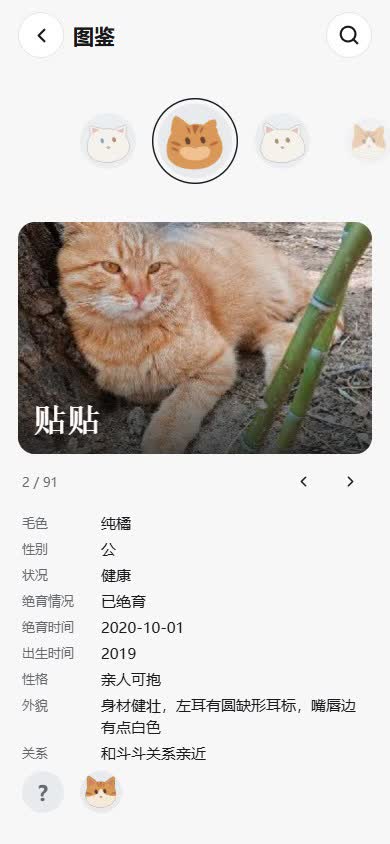 图鉴
贴贴
2 / 91
毛色 纯橘
性别 公
状况 健康
绝育情况 已绝育
绝育时间 2020-10-01
出生时间 2019
性格 亲人可抱
外貌 身材健壮，左耳有圆缺形耳标，嘴唇边
有点白色
关系 和斗斗关系亲近
?